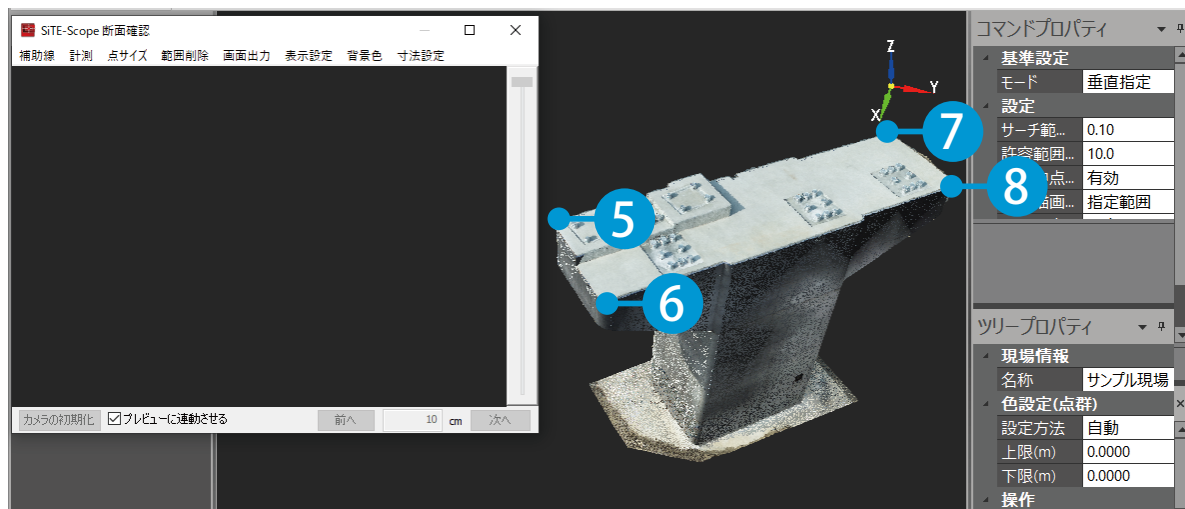 SiTE-Scope 断面確認
補助線 計測 点サイズ 範囲削除 画面出力 表示設定 背景色 寸法設定
カメラの初期化 プレビューに連動させる 前へ 10 cm 次へ
Z
Y
X
5
6
7
8
コマンドプロパティ
基準設定
モード 垂直指定
設定
サーチ範... 0.10
許容範囲... 10.0
点... 有効
描画... 指定範囲
ツリープロパティ
現場情報
名称 サンプル現場
色設定(点群)
設定方法 自動
上限(m) 0.0000
下限(m) 0.0000
操作